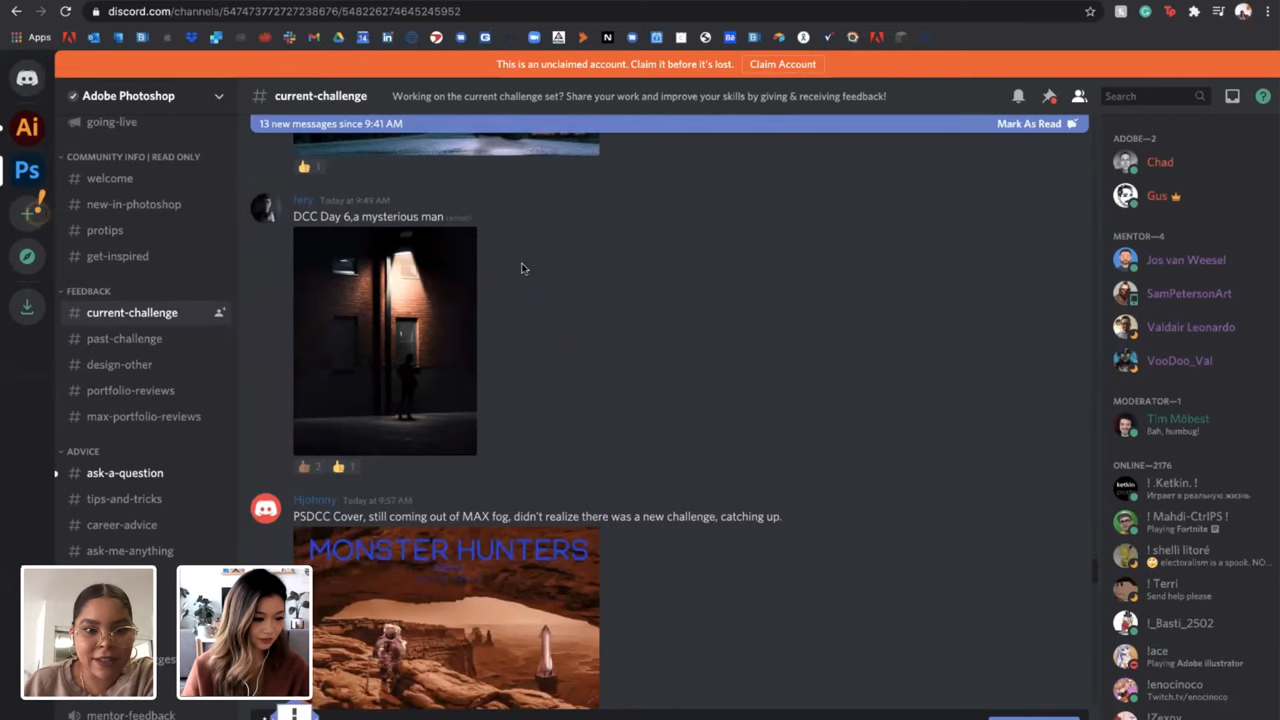 discord.com/channels/547473772727238676/548226274645245952
Apps
This is an unclaimed account. Claim it before it's lost.
Claim Account
Adobe Photoshop
# current-challenge
Working on the current challenge set? Share your work and improve your skills by giving & receiving feedback!
Search
13 new messages since 9:41 AM
Mark As Read
Ai
Ps
going-live
COMMUNITY INFO | READ ONLY
# welcome
# new-in-photoshop
# protips
# get-inspired
FEEDBACK
# current-challenge
# past-challenge
# design-other
# portfolio-reviews
# max-portfolio-reviews
ADVICE
# ask-a-question
# tips-and-tricks
# career-advice
# ask-me-anything
mentor-feedback
1
fery Today at 9:49 AM
DCC Day 6,a mysterious man (edited)
2 1
Hjohnny Today at 9:57 AM
PSDCC Cover, still coming out of MAX fog, didn't realize there was a new challenge, catching up.
MONSTER HUNTERS
ADOBE—2
Chad
Gus
MENTOR—4
Jos van Weesel
SamPetersonArt
Valdair Leonardo
VooDoo_Val
MODERATOR—1
T!m Möbest
Bah, humbug!
ONLINE—2176
! .Ketkin. !
Играет в реальную жизнь
! Mahdi-CtrlPS !
Playing Fortnite
! shelli litoré
electoralism is a spook. NO...
! Terri
Send help please
!_Basti_2502
!ace
Playing Adobe Illustrator
!enocinoco
Twitch.tv/enocinoco
!Zexov